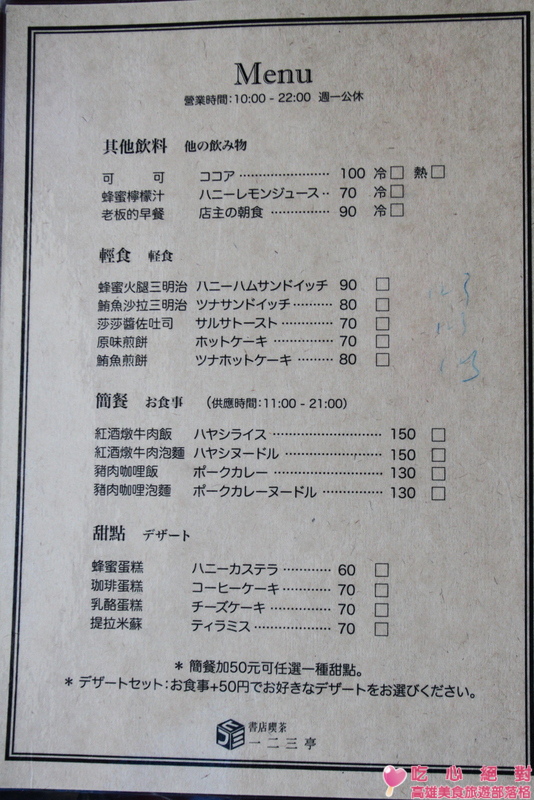 Menu
營業時間：10:00 - 22:00 週一公休
其他飲料 他の飲み物
可可 ココア 100 冷□ 熱□
蜂蜜檸檬汁 ハニーレモンジュース 70 冷□
老板的早餐 店主の朝食 90 冷□
輕食 軽食
蜂蜜火腿三明治 ハニーハムサンドイッチ 90 □
鮪魚沙拉三明治 ツナサンドイッチ 80 □
莎莎醬佐吐司 サルサトースト 70 □
原味煎餅 ホットケーキ 70 □
鮪魚煎餅 ツナホットケーキ 80 □
簡餐 お食事 （供應時間：11:00 - 21:00）
紅酒燉牛肉飯 ハヤシライス 150 □
紅酒燉牛肉泡麵 ハヤシヌードル 150 □
豬肉咖哩飯 ポークカレー 130 □
豬肉咖哩泡麵 ポークカレーヌードル 130 □
甜點 デザート
蜂蜜蛋糕 ハニーカステラ 60 □
珈琲蛋糕 コーヒーケーキ 70 □
乳酪蛋糕 チーズケーキ 70 □
提拉米蘇 ティラミス 70 □
＊簡餐加50元可任選一種甜點。
＊デザートセット：お食事+50円でお好きなデザートをお選びください。
書店喫茶
一二三亭
吃心絕對
高雄美食旅遊部落格